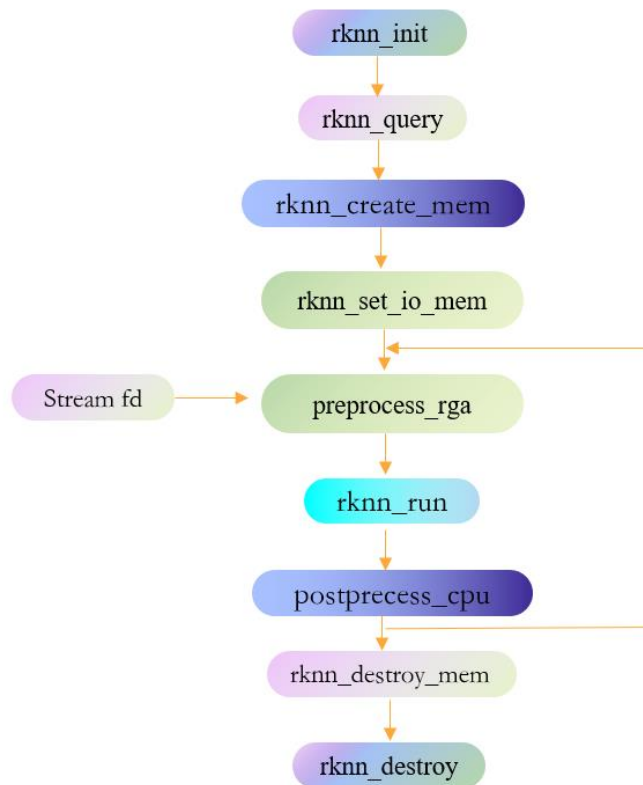 rknn_init
rknn_query
rknn_create_mem
rknn_set_io_mem
Stream fd
preprocess_rga
rknn_run
postprecess_cpu
rknn_destroy_mem
rknn_destroy